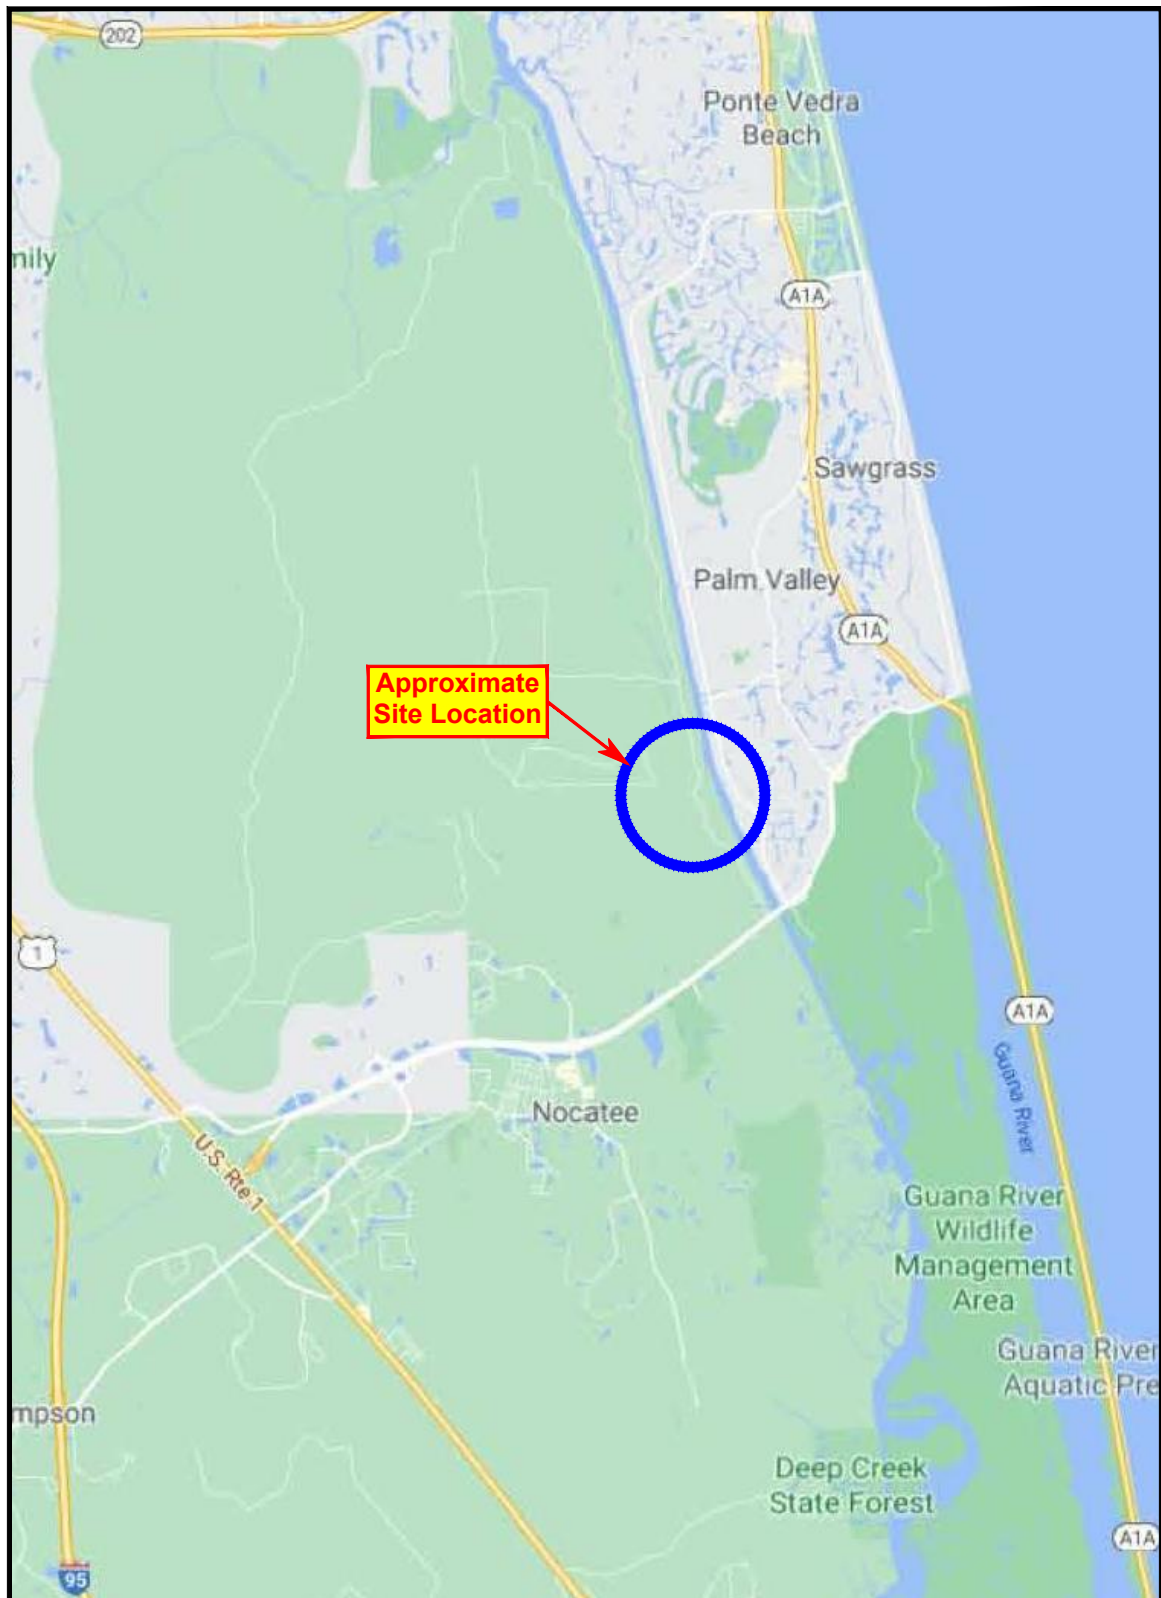 202
Ponte Vedra
Beach
mily
A1A
Sawgrass
Palm Valley
A1A
Approximate
Site Location
1
A1A
Guana River
Nocatee
U.S. Rte 1
Guana River
Wildlife
Management
Area
Guana River
Aquatic Pre
mpson
Deep Creek
State Forest
A1A
95